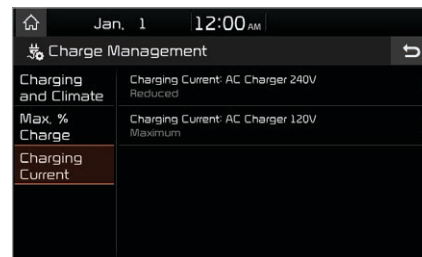 Jan. 1 12:00 AM
Charge Management
Charging
and Climate
Charging Current: AC Charger 240V
Reduced
Max. %
Charge
Charging Current: AC Charger 120V
Maximum
Charging
Current